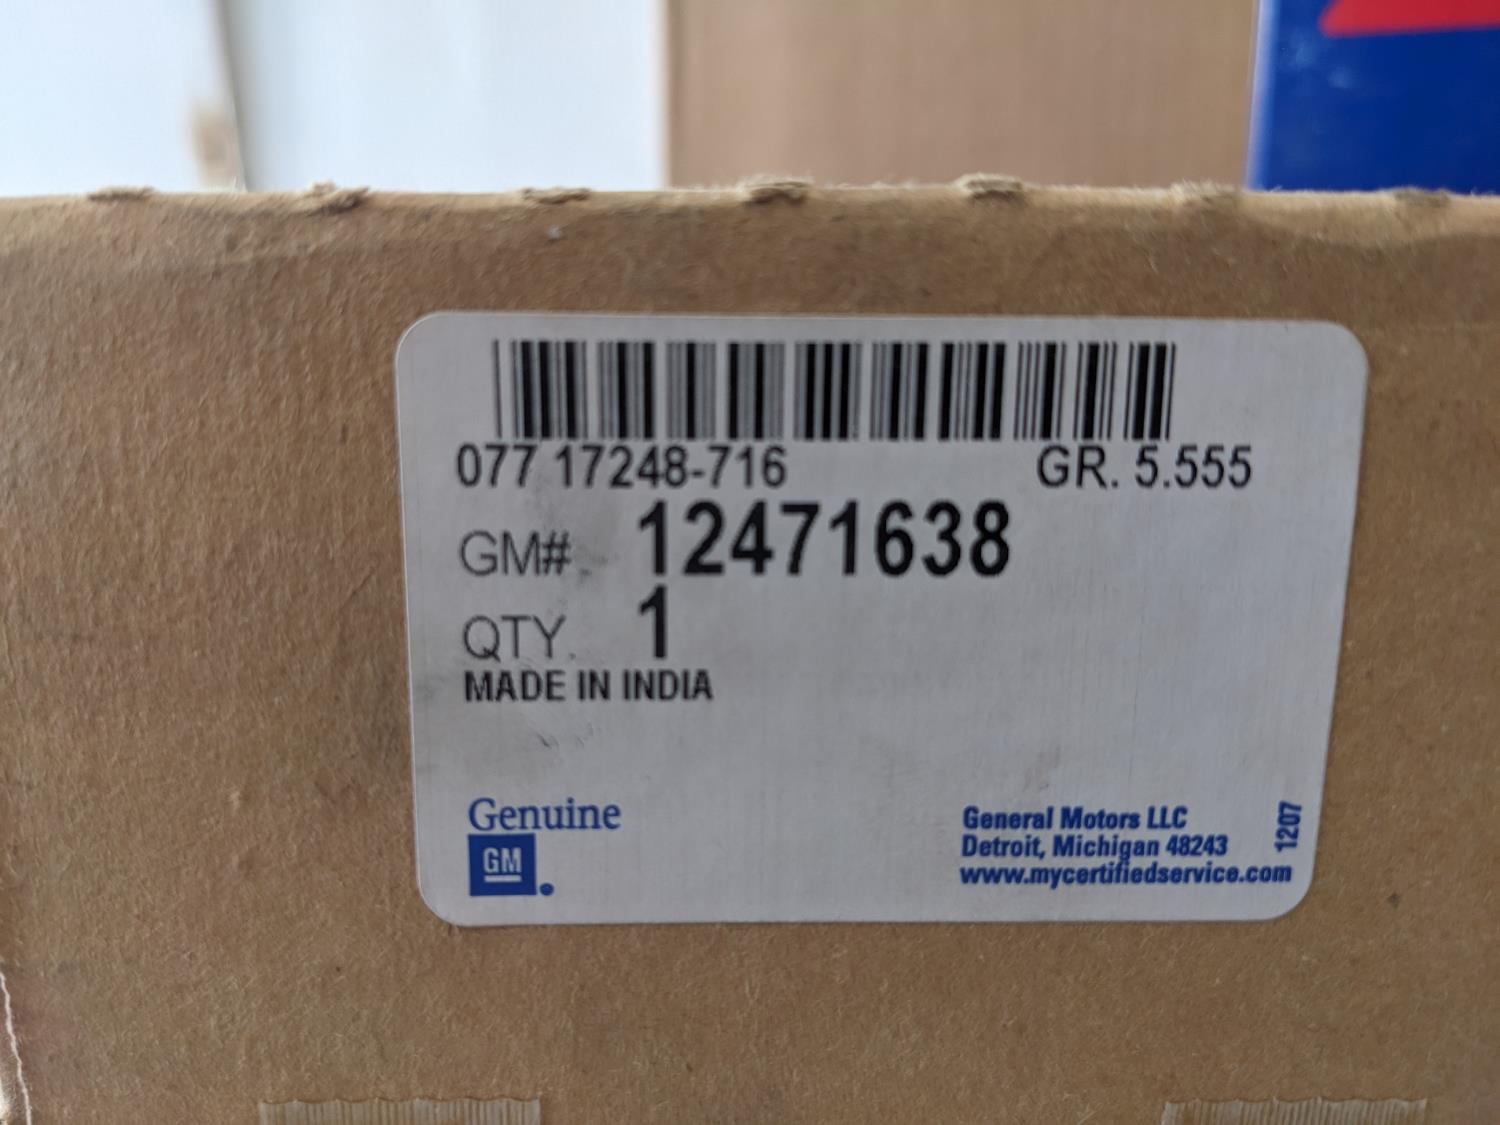 077 17248-716 GR. 5.555
GM# 12471638
QTY. 1
MADE IN INDIA
Genuine
GM
General Motors LLC
Detroit, Michigan 48243
www.mycertifiedservice.com
1207